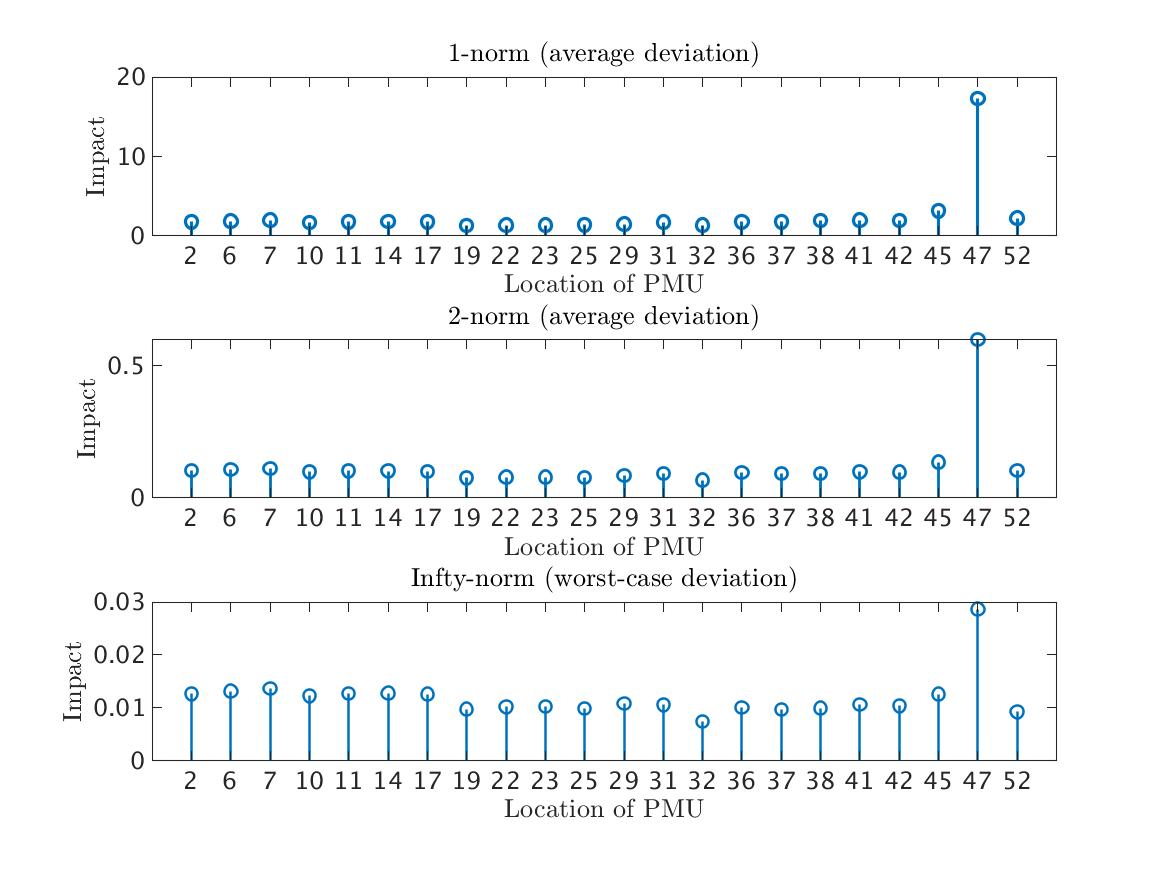 1-norm (average deviation)
20
10
0
Impact
2 6 7 10 11 14 17 19 22 23 25 29 31 32 36 37 38 41 42 45 47 52
Location of PMU
2-norm (average deviation)
0.5
0
Impact
2 6 7 10 11 14 17 19 22 23 25 29 31 32 36 37 38 41 42 45 47 52
Location of PMU
Infty-norm (worst-case deviation)
0.03
0.02
0.01
0
Impact
2 6 7 10 11 14 17 19 22 23 25 29 31 32 36 37 38 41 42 45 47 52
Location of PMU